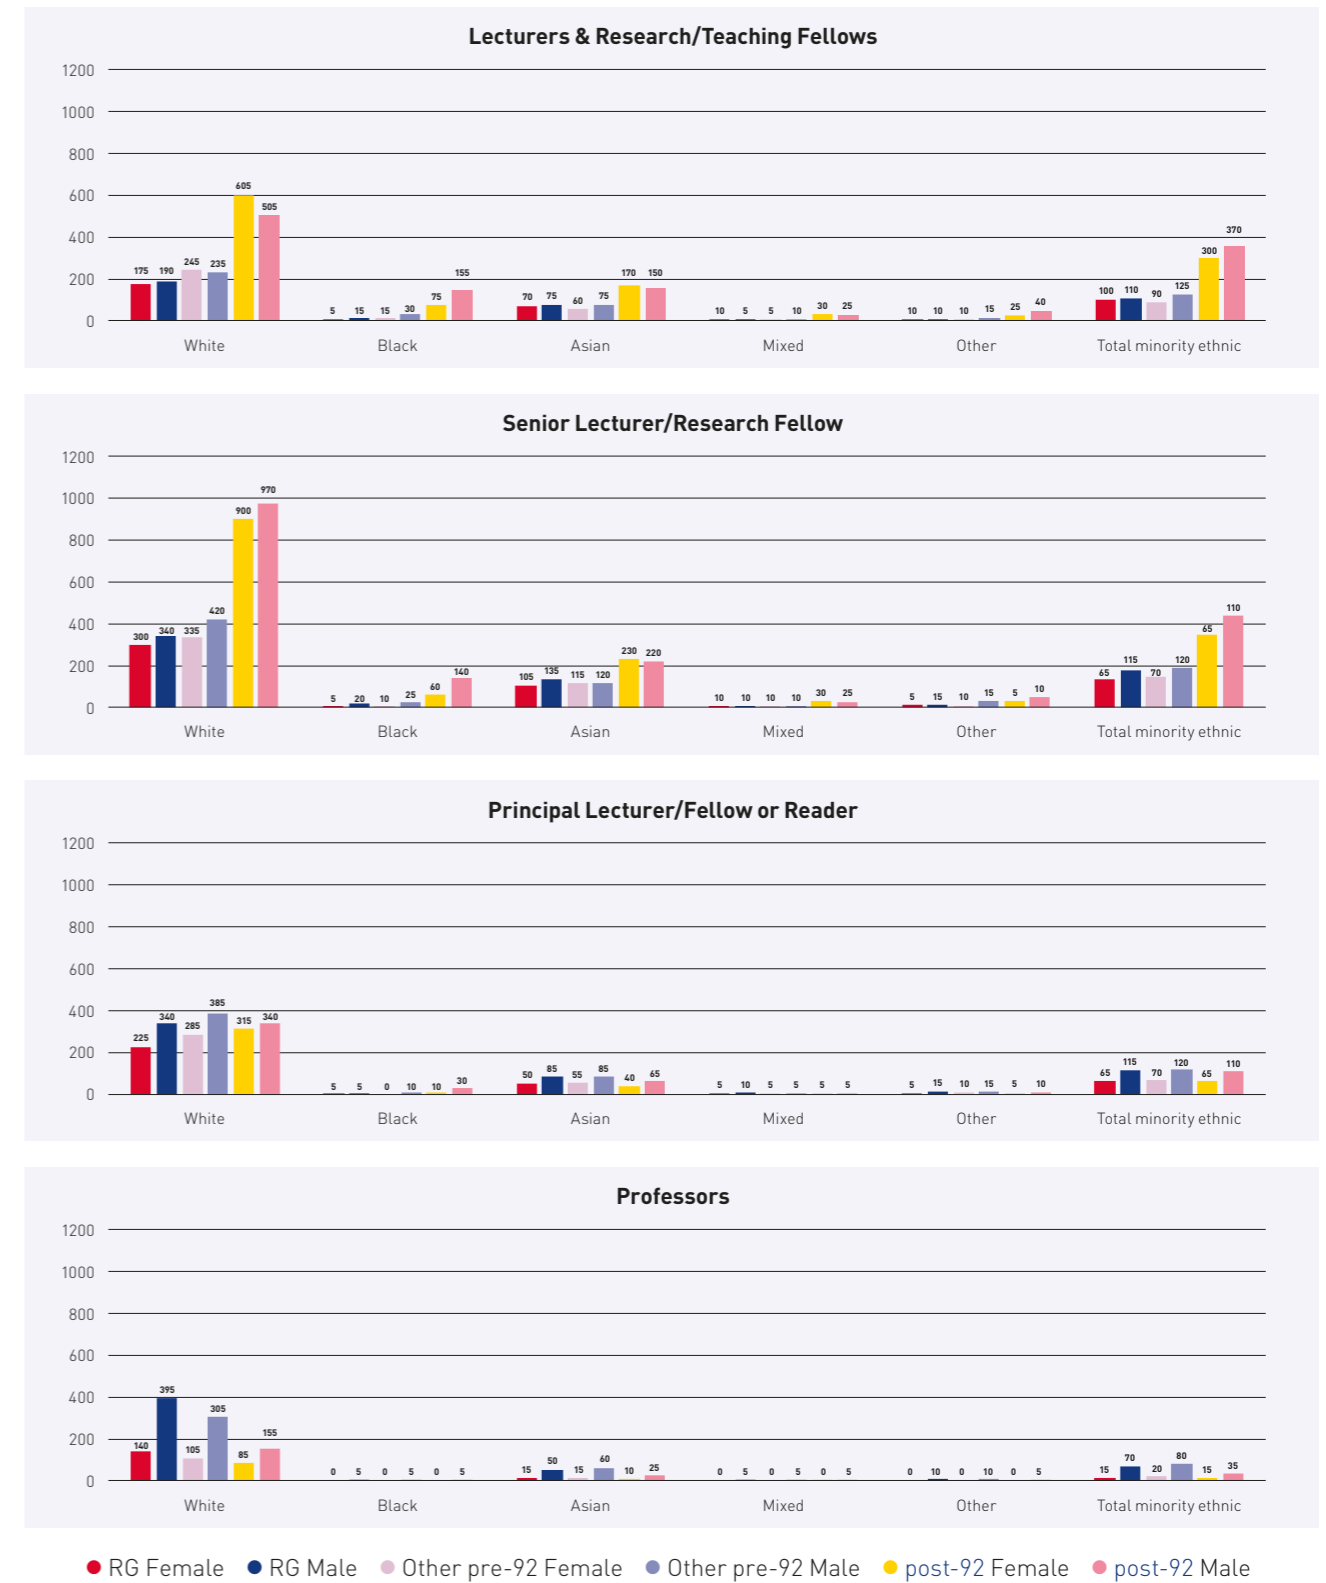 Lecturers & Research/Teaching Fellows
1200
1000
800
600
400
200
0
175 190 245 235 605 505
5 15 15 30 75 155
70 75 60 75 170 150
10 5 5 10 30 25
10 10 10 15 25 40
100 110 90 125 300 370
White Black Asian Mixed Other Total minority ethnic
Senior Lecturer/Research Fellow
1200
1000
800
600
400
200
0
300 340 335 420 900 970
5 20 10 25 60 140
105 135 115 120 230 220
10 10 10 10 30 25
5 15 10 15 5 10
65 115 70 120 65 110
White Black Asian Mixed Other Total minority ethnic
Principal Lecturer/Fellow or Reader
1200
1000
800
600
400
200
0
225 340 285 385 315 340
5 5 0 10 10 30
50 85 55 85 40 65
5 10 5 5 5 5
5 15 10 15 5 10
65 115 70 120 65 110
White Black Asian Mixed Other Total minority ethnic
Professors
1200
1000
800
600
400
200
0
140 395 105 305 85 155
0 5 0 5 0 5
15 50 15 60 10 25
0 5 0 5 0 5
0 10 0 10 0 5
15 70 20 80 15 35
White Black Asian Mixed Other Total minority ethnic
RG Female RG Male Other pre-92 Female Other pre-92 Male post-92 Female post-92 Male